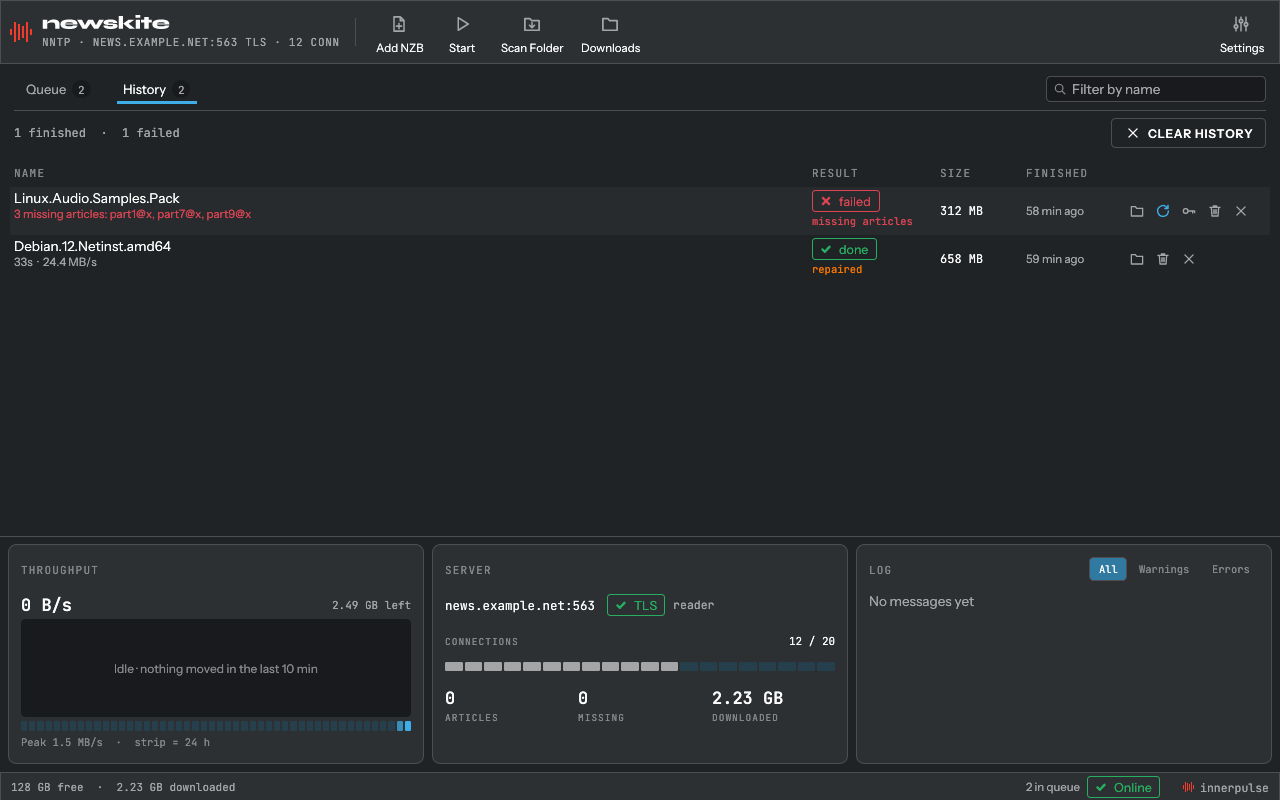 newskite
NNTP · NEWS.EXAMPLE.NET:563 TLS · 12 CONN
Add NZB
Start
Scan Folder
Downloads
Settings
Queue 2
History 2
Filter by name
1 finished · 1 failed
CLEAR HISTORY
NAME RESULT SIZE FINISHED
Linux.Audio.Samples.Pack
3 missing articles: part1@x, part7@x, part9@x
failed
missing articles
312 MB
58 min ago
Debian.12.Netinst.amd64
33s · 24.4 MB/s
done
repaired
658 MB
59 min ago
THROUGHPUT
0 B/s
2.49 GB left
Idle · nothing moved in the last 10 min
Peak 1.5 MB/s · strip = 24 h
SERVER
news.example.net:563 TLS reader
CONNECTIONS 12 / 20
0 0 2.23 GB
ARTICLES MISSING DOWNLOADED
LOG All Warnings Errors
No messages yet
128 GB free · 2.23 GB downloaded
2 in queue
Online
innerpulse